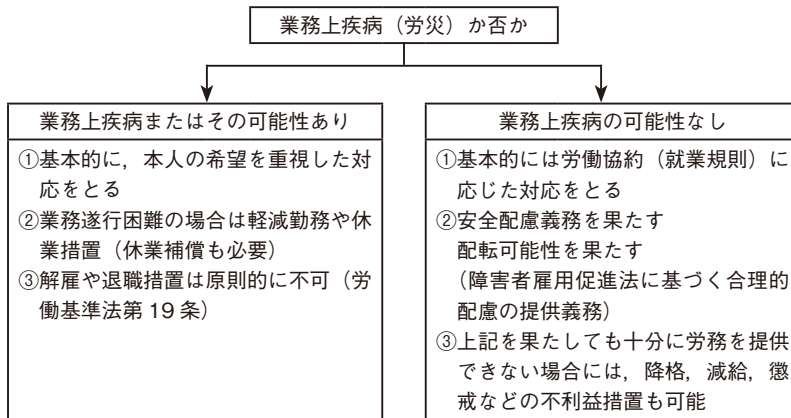 業務上疾病（労災）か否か
業務上疾病またはその可能性あり
①基本的に，本人の希望を重視した対
応をとる
②業務遂行困難の場合は軽減勤務や休
業措置（休業補償も必要）
③解雇や退職措置は原則的に不可（労
働基準法第 19 条）
業務上疾病の可能性なし
①基本的には労働協約（就業規則）に
応じた対応をとる
②安全配慮義務を果たす
配転可能性を果たす
（障害者雇用促進法に基づく合理的
配慮の提供義務）
③上記を果たしても十分に労務を提供
できない場合には，降格，減給，懲
戒などの不利益措置も可能